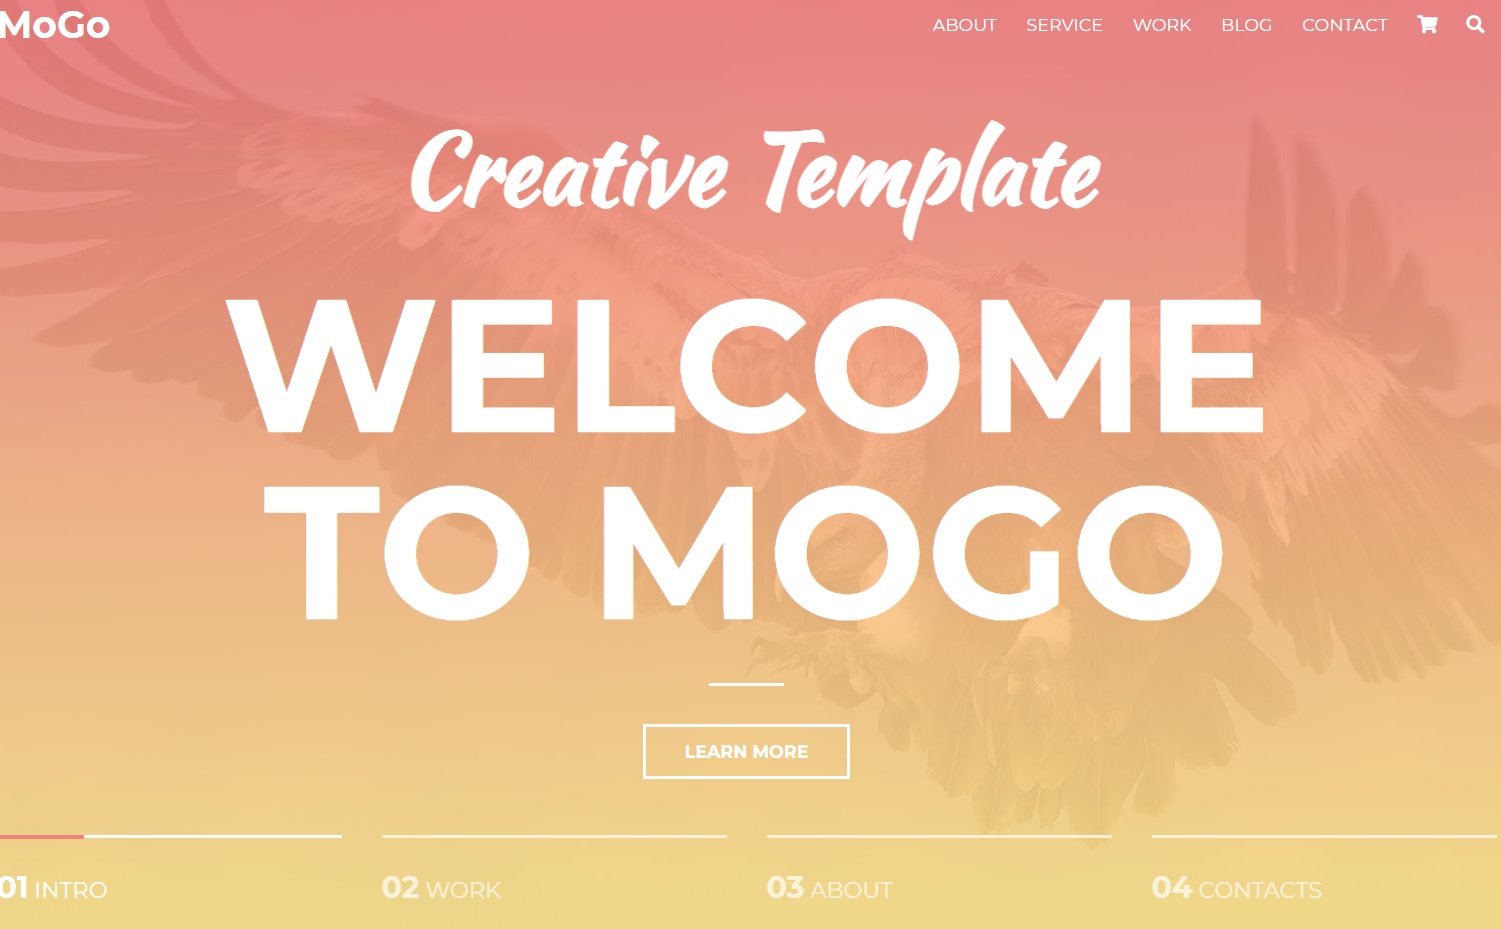 MoGo
ABOUT SERVICE WORK BLOG CONTACT
Creative Template
WELCOME
TO MOGO
LEARN MORE
01 INTRO
02 WORK
03 ABOUT
04 CONTACTS